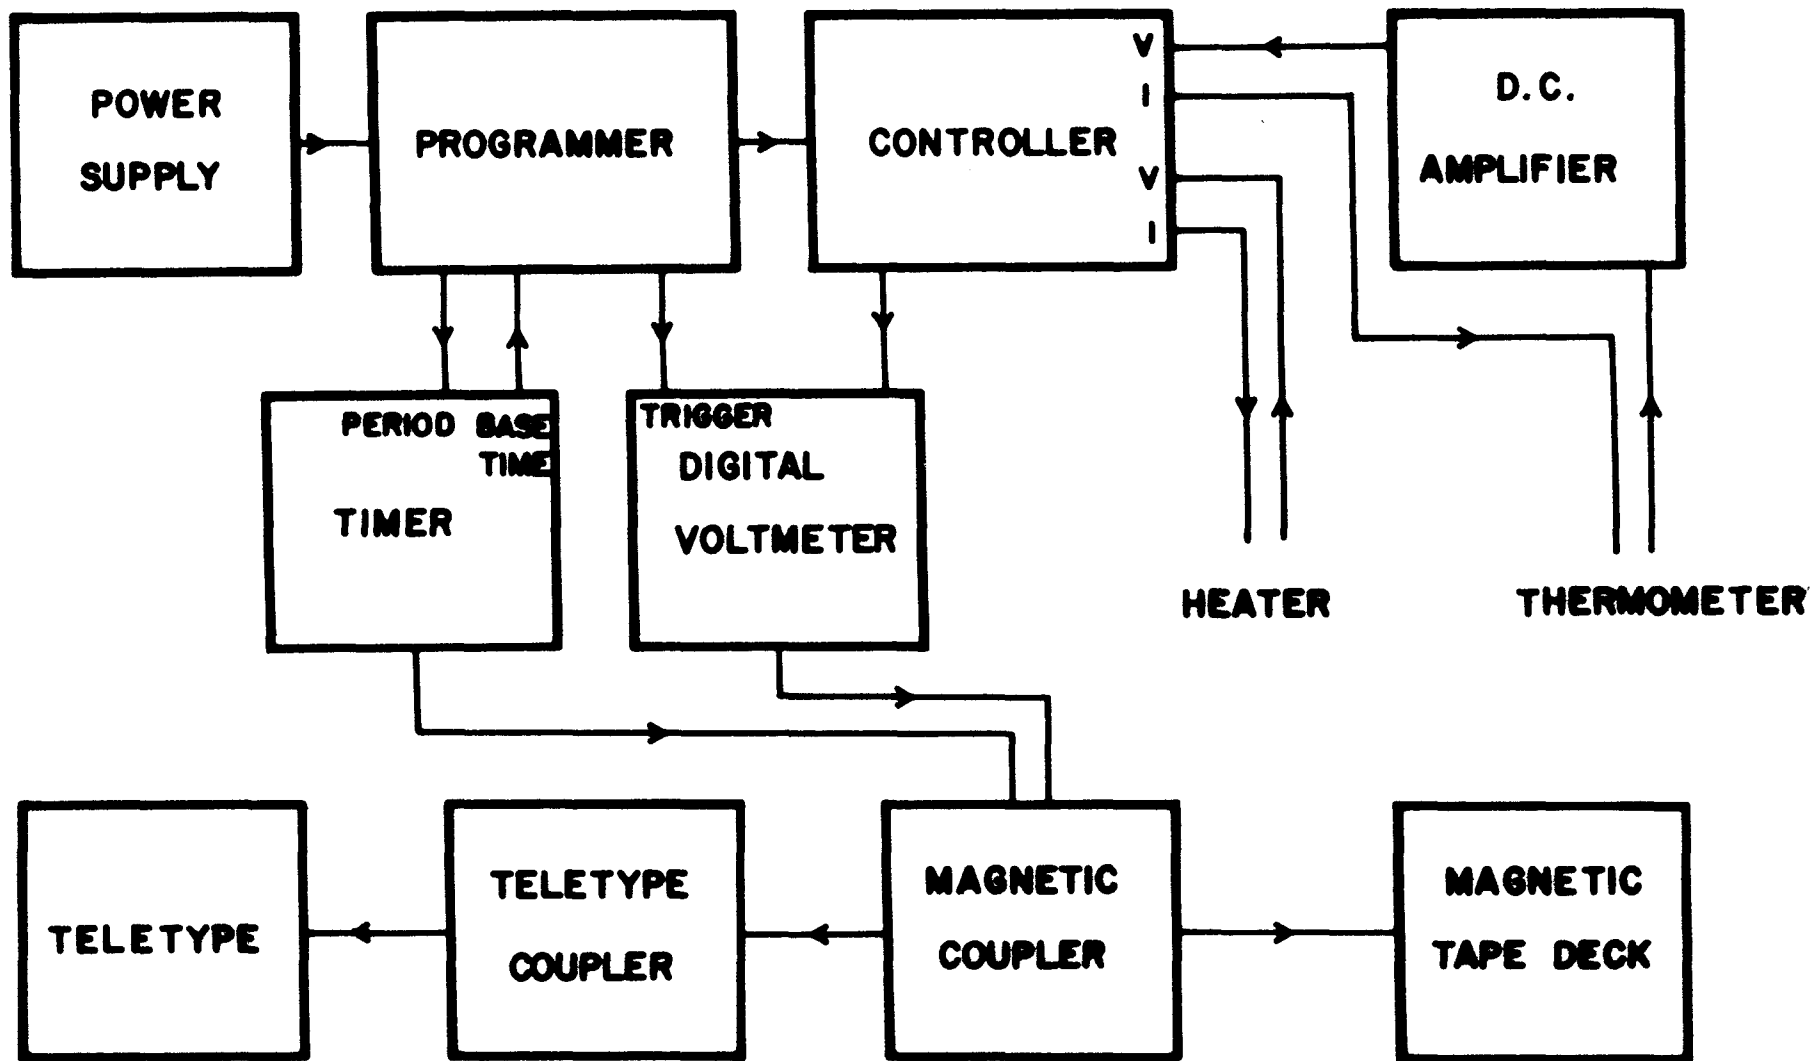 POWER
SUPPLY
PROGRAMMER
CONTROLLER
V
I
V
I
D.C.
AMPLIFIER
PERIOD BASE
TIME
TIMER
TRIGGER
DIGITAL
VOLTMETER
HEATER
THERMOMETER
TELETYPE
TELETYPE
COUPLER
MAGNETIC
COUPLER
MAGNETIC
TAPE DECK